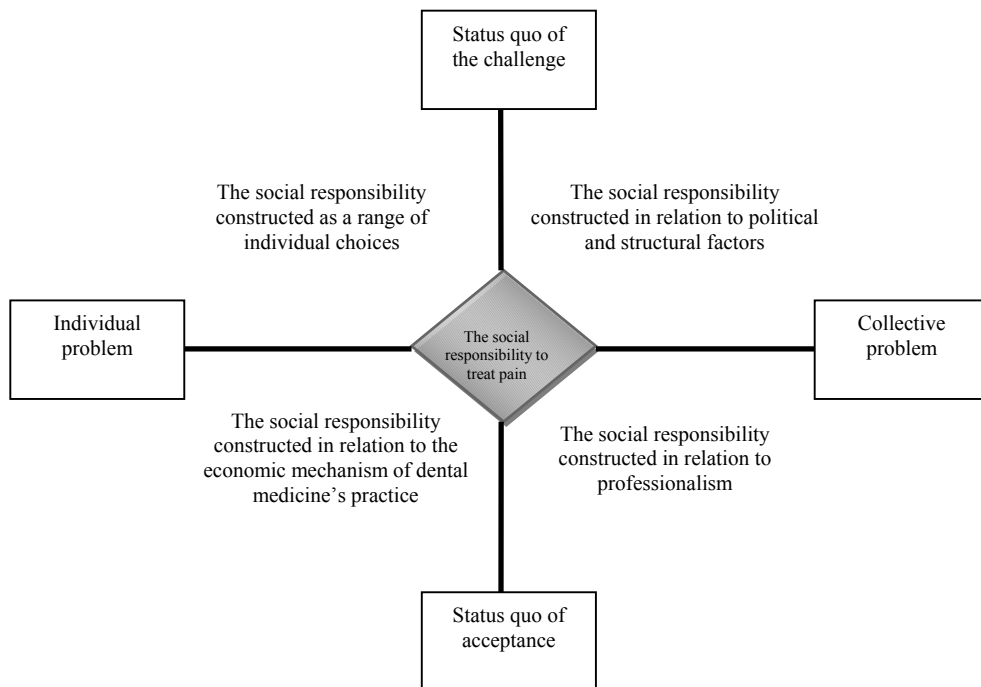 Status quo of
the challenge
The social responsibility
constructed as a range of
individual choices
The social responsibility
constructed in relation to political
and structural factors
Individual
problem
The social
responsibility to
treat pain
Collective
problem
The social responsibility
constructed in relation to the
economic mechanism of dental
medicine’s practice
The social responsibility
constructed in relation to
professionalism
Status quo of
acceptance